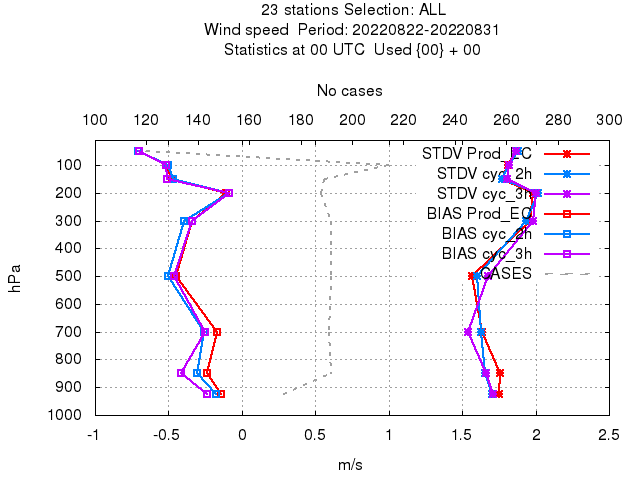 23 stations Selection: ALL
Wind speed  Period: 20220822-20220831
Statistics at 00 UTC  Used {00} + 00
No cases
100 120 140 160 180 200 220 240 260 280 300
STDV Prod_EC
STDV cyc_2h
STDV cyc_3h
BIAS Prod_EC
BIAS cyc_2h
BIAS cyc_3h
CASES
100
200
300
400
500
600
700
800
900
1000
hPa
-1 -0.5 0 0.5 1 1.5 2 2.5
m/s